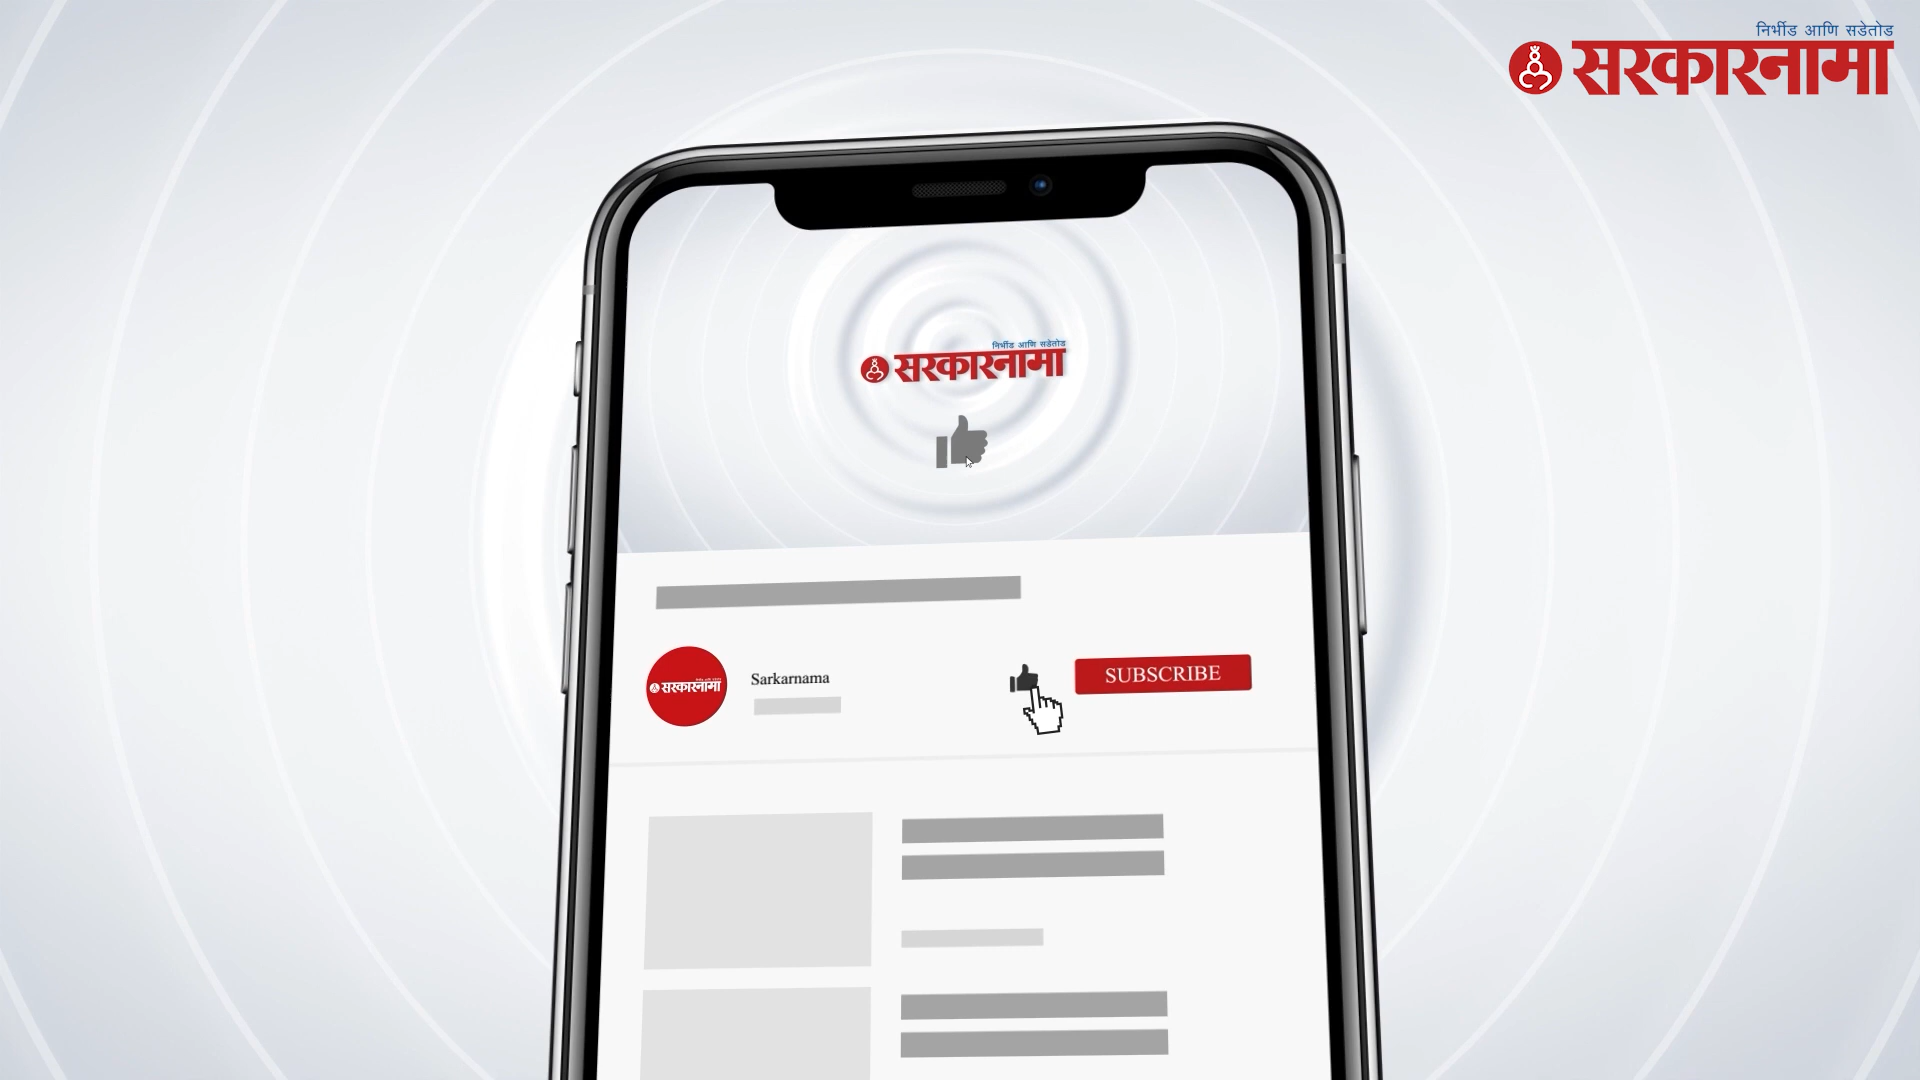 निर्भीड आणि सडेतोड
सरकारनामा
निर्भीड आणि सडेतोड
सरकारनामा
सरकारनामा
Sarkarnama
SUBSCRIBE